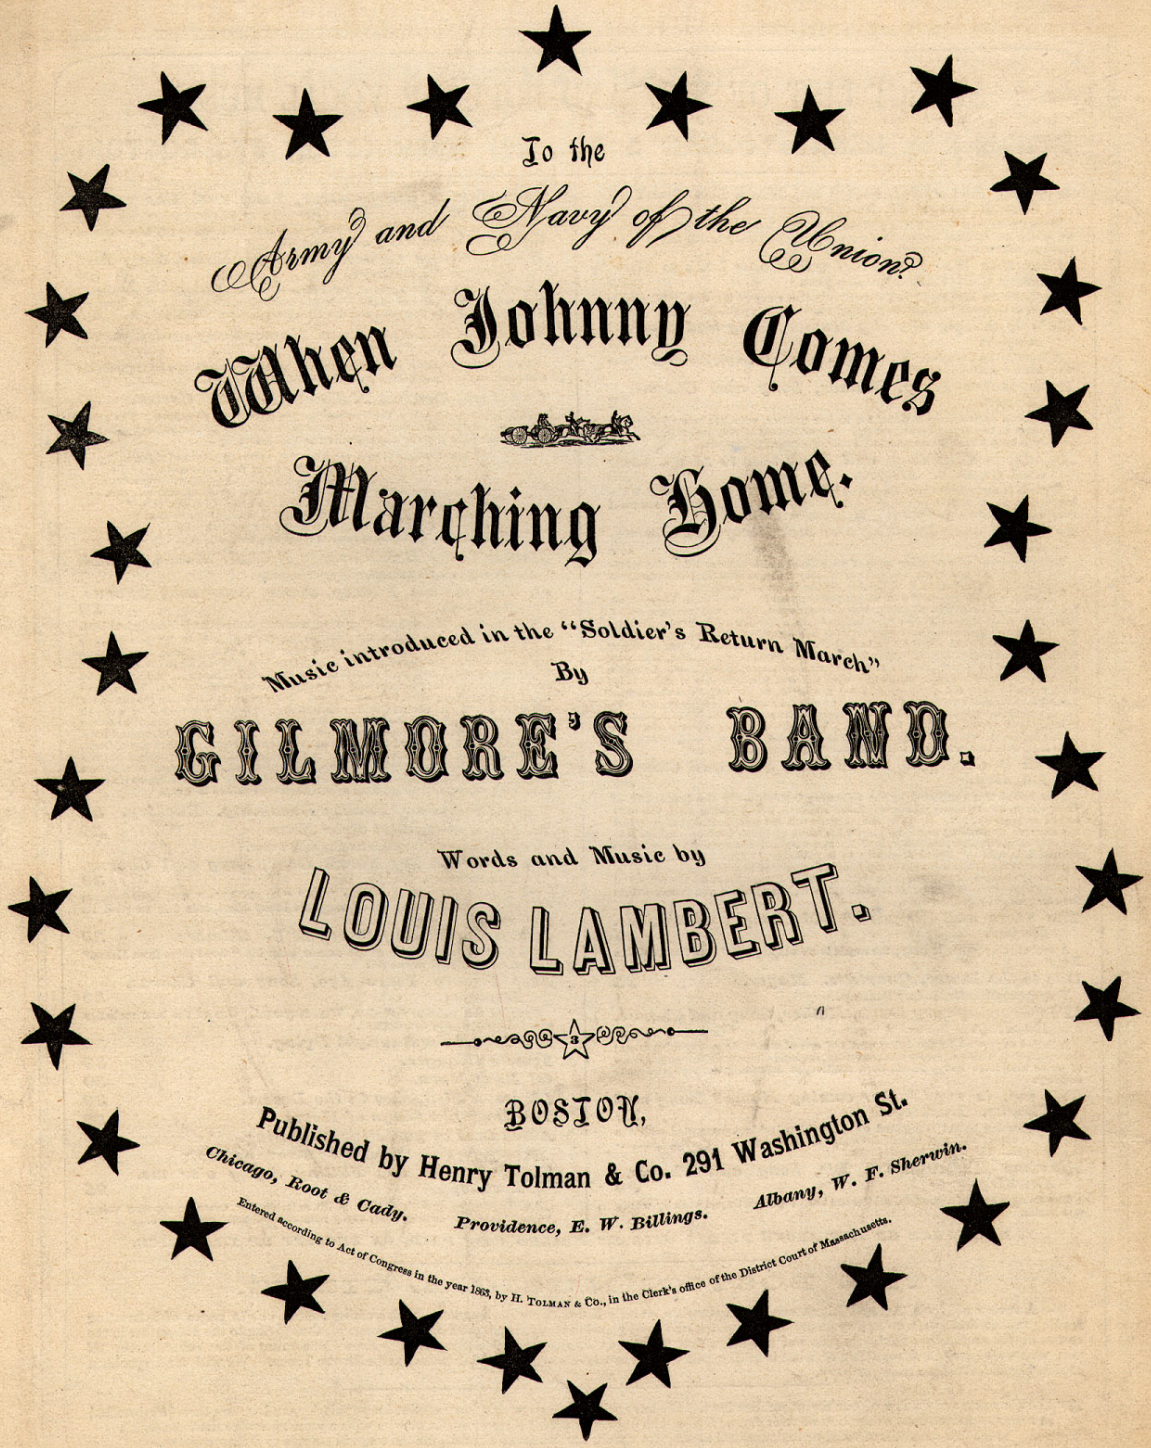 To the
Army and Navy of the Union.
When Johnny Comes
Marching Home.
Music introduced in the "Soldier's Return March"
By
GILMORE'S BAND.
Words and Music by
LOUIS LAMBERT.
3
BOSTON,
Published by Henry Tolman & Co. 291 Washington St.
Chicago, Root & Cady. Providence, E. W. Billings. Albany, W. F. Sherwin.
Entered according to Act of Congress in the year 1863, by H. TOLMAN & Co., in the Clerk's office of the District Court of Massachusetts.